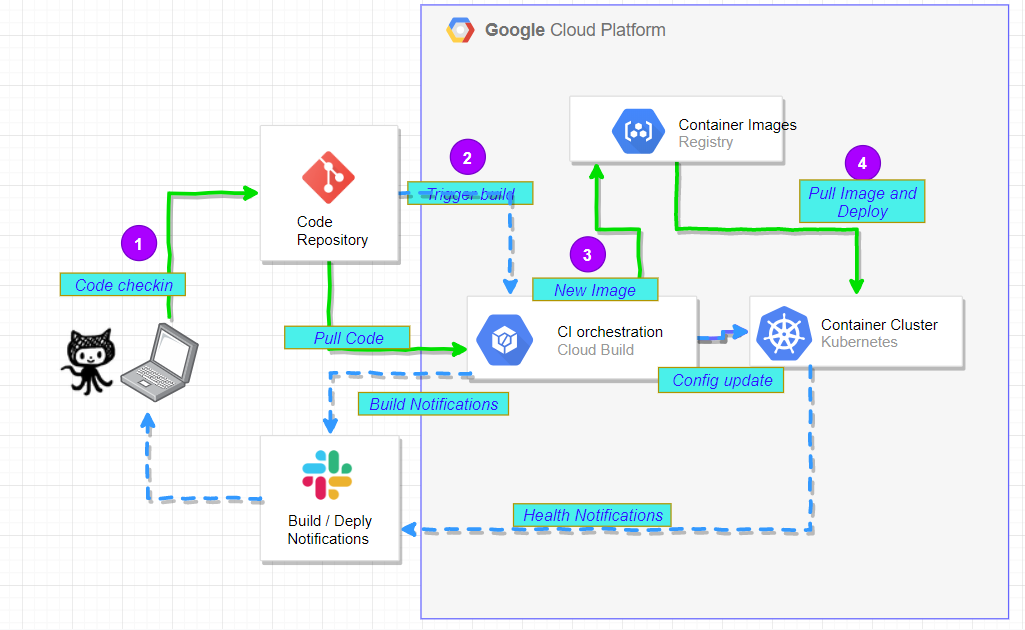 Google Cloud Platform
Container Images
Registry
2
4
Trigger build
Pull Image and
Deploy
Code
Repository
1
3
Code checkin
New Image
Pull Code
CI orchestration
Cloud Build
Container Cluster
Kubernetes
Config update
Build Notifications
Health Notifications
Build / Deply
Notifications